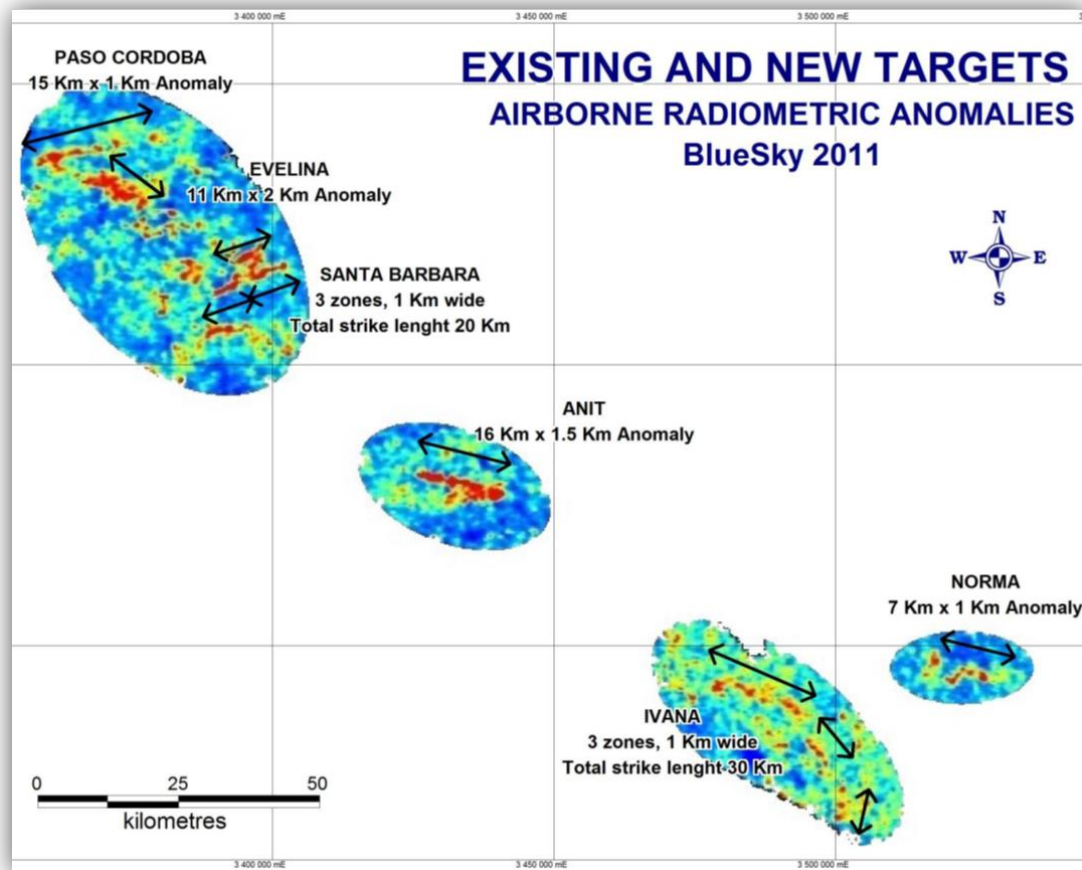 3 400 000 mE
3 450 000 mE
3 500 000 mE
EXISTING AND NEW TARGETS
AIRBORNE RADIOMETRIC ANOMALIES
BlueSky 2011
PASO CORDOBA
15 Km x 1 Km Anomaly
EVELINA
11 Km x 2 Km Anomaly
N
W
E
S
SANTA BARBARA
3 zones, 1 Km wide
Total strike lenght 20 Km
ANIT
16 Km x 1.5 Km Anomaly
NORMA
7 Km x 1 Km Anomaly
IVANA
3 zones, 1 Km wide
Total strike lenght 30 Km
0 25 50
kilometres
3 400 000 mE
3 450 000 mE
3 500 000 mE